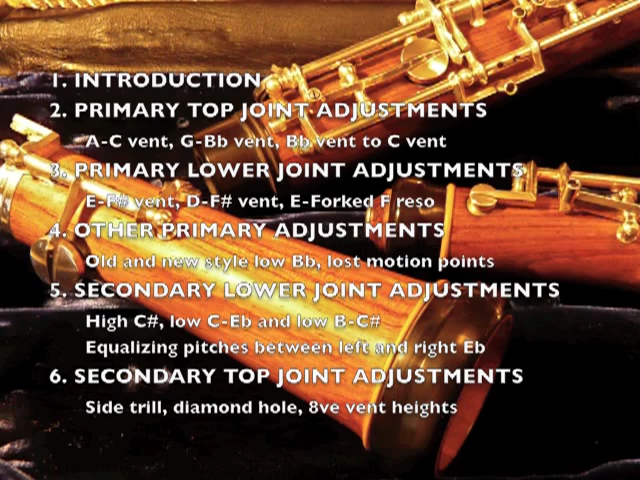 1. INTRODUCTION
2. PRIMARY TOP JOINT ADJUSTMENTS
A-C vent, G-Bb vent, Bb vent to C vent
3. PRIMARY LOWER JOINT ADJUSTMENTS
E-F# vent, D-F# vent, E-Forked F reso
4. OTHER PRIMARY ADJUSTMENTS
Old and new style low Bb, lost motion points
5. SECONDARY LOWER JOINT ADJUSTMENTS
High C#, low C-Eb and low B-C#
Equalizing pitches between left and right Eb
6. SECONDARY TOP JOINT ADJUSTMENTS
Side trill, diamond hole, 8ve vent heights